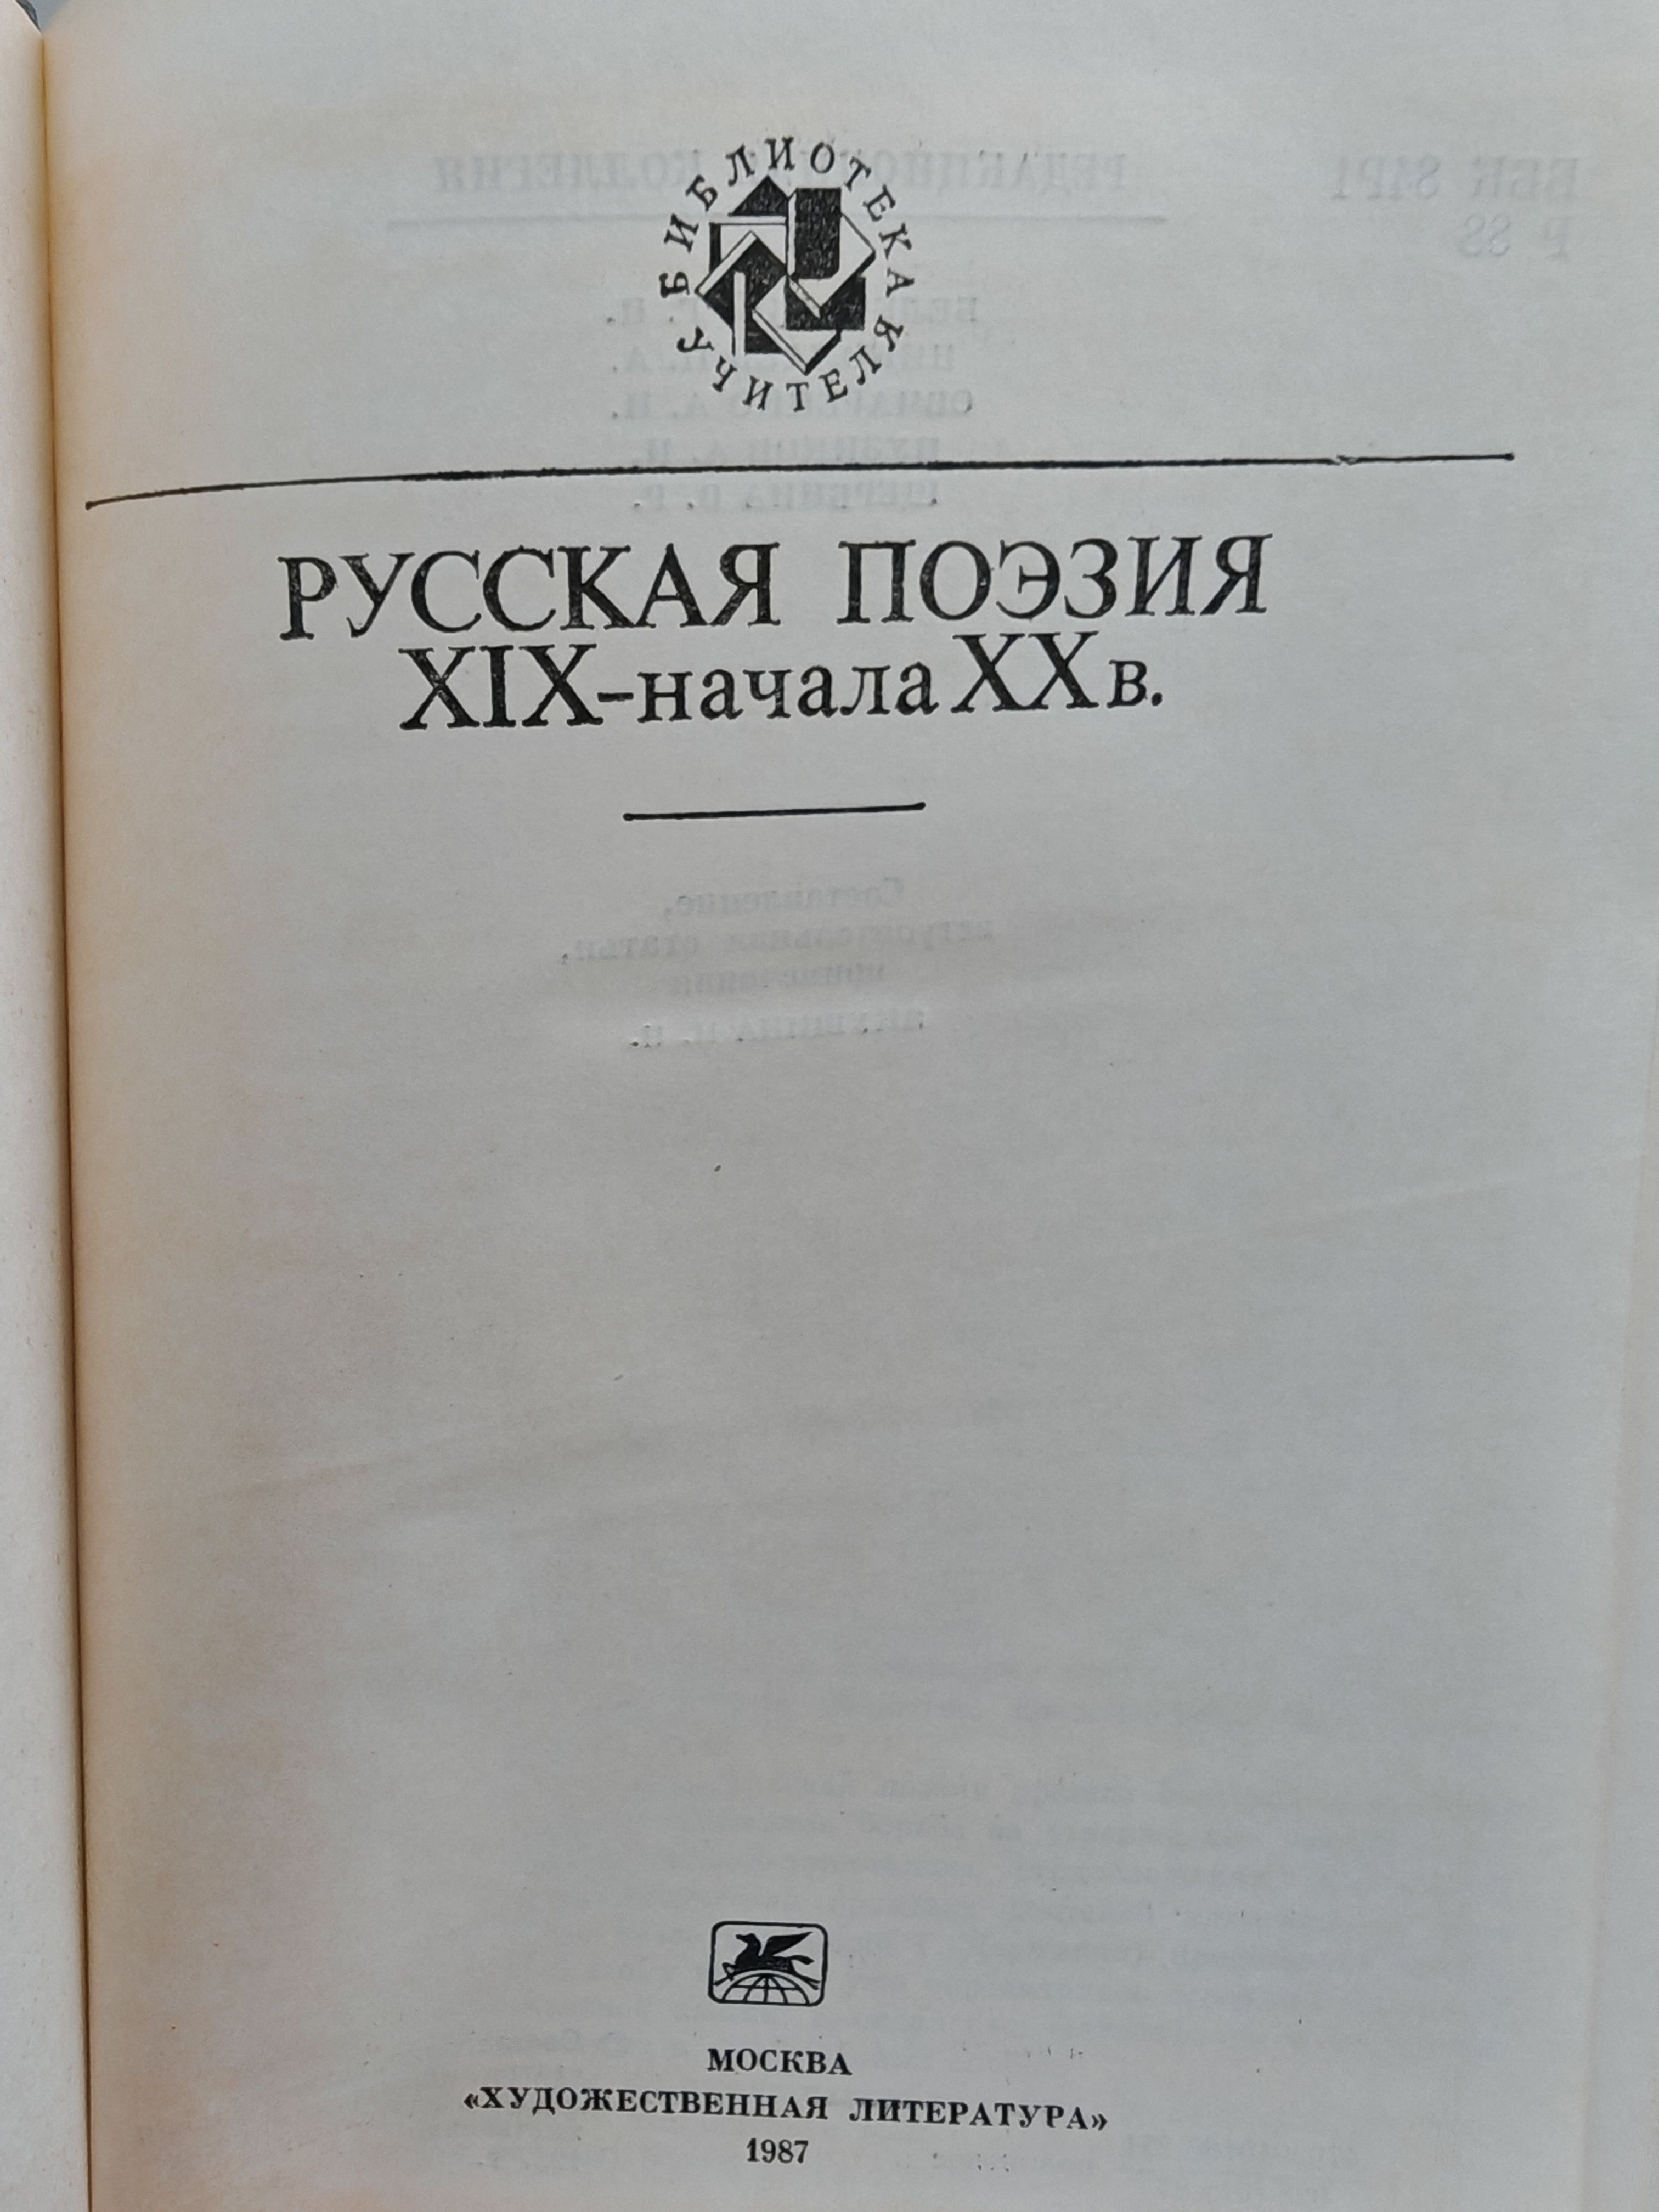 БИБЛИОТЕКА УЧИТЕЛЯ
РУССКАЯ ПОЭЗИЯ
XIX–начала XX в.
МОСКВА
«ХУДОЖЕСТВЕННАЯ ЛИТЕРАТУРА»
1987